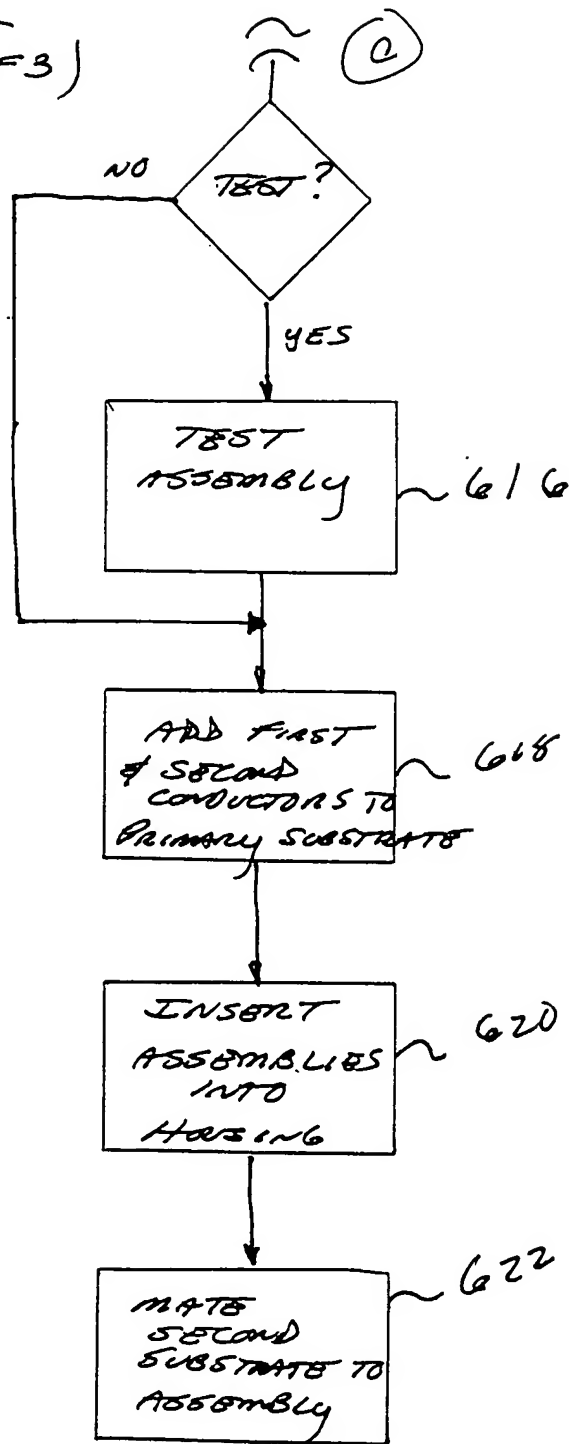 =3)
a
NO
TEST?
YES
TEST
ASSEMBLY
616
ADD FIRST
& SECOND
CONDUCTORS TO
PRIMARY SUBSTRATE
618
INSERT
ASSEMBLIES
INTO
HOUSING
620
MATE
SECOND
SUBSTRATE TO
ASSEMBLY
622